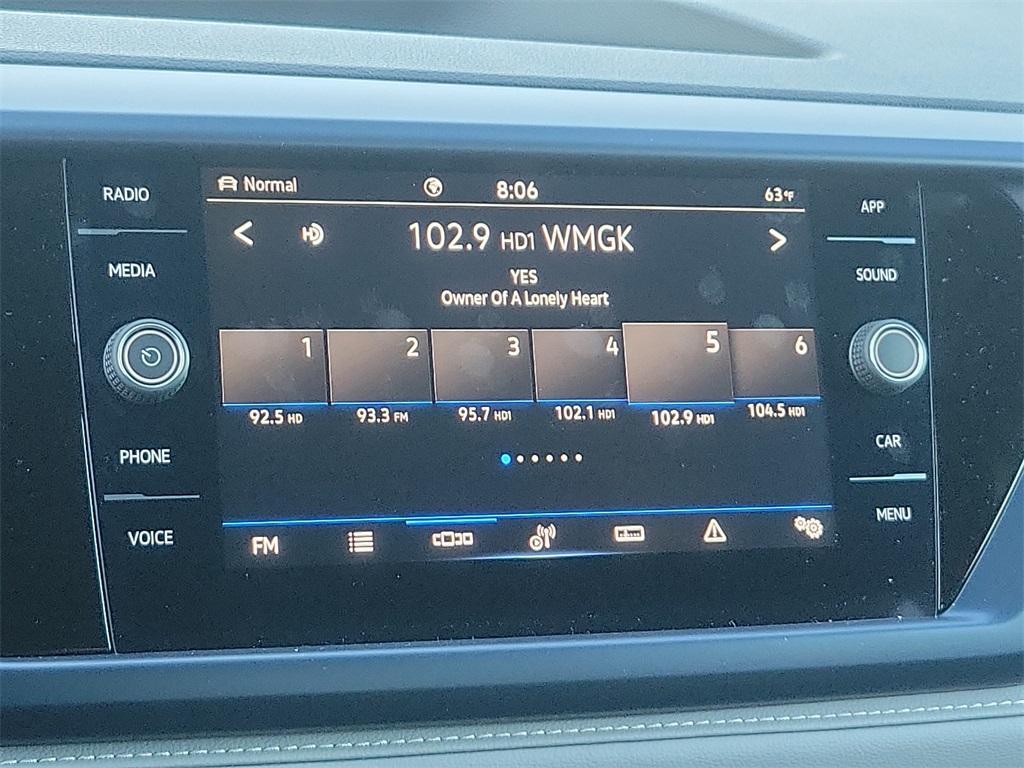 RADIO
MEDIA
PHONE
VOICE
Normal 8:06 63°F
< HD 102.9 HD1 WMGK >
YES
Owner Of A Lonely Heart
1 2 3 4 5 6
92.5 HD 93.3 FM 95.7 HD1 102.1 HD1 102.9 HD1 104.5 HD1
FM
APP
SOUND
CAR
MENU